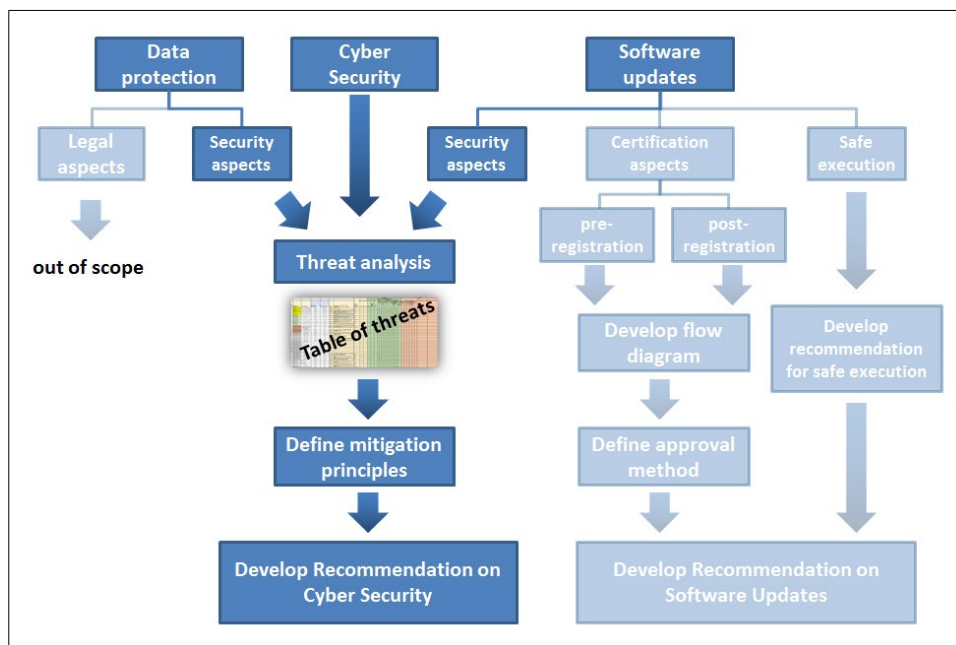 Data
protection
Cyber
Security
Software
updates
Legal
aspects
Security
aspects
Security
aspects
Certification
aspects
Safe
execution
pre-
registration
post-
registration
out of scope
Threat analysis
Table of threats
Develop flow
diagram
Develop
recommendation
for safe execution
Define mitigation
principles
Define approval
method
Develop Recommendation on
Cyber Security
Develop Recommendation on
Software Updates